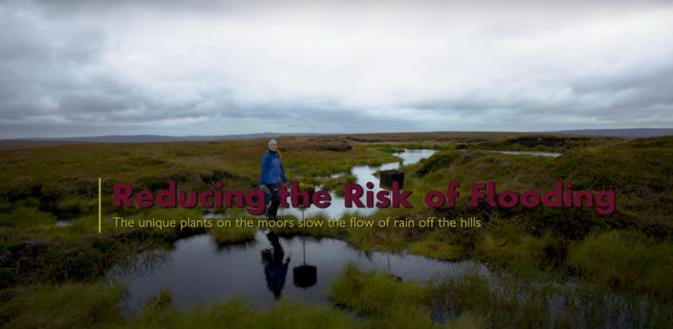 Reducing the Risk of Flooding
The unique plants on the moors slow the flow of rain off the hills